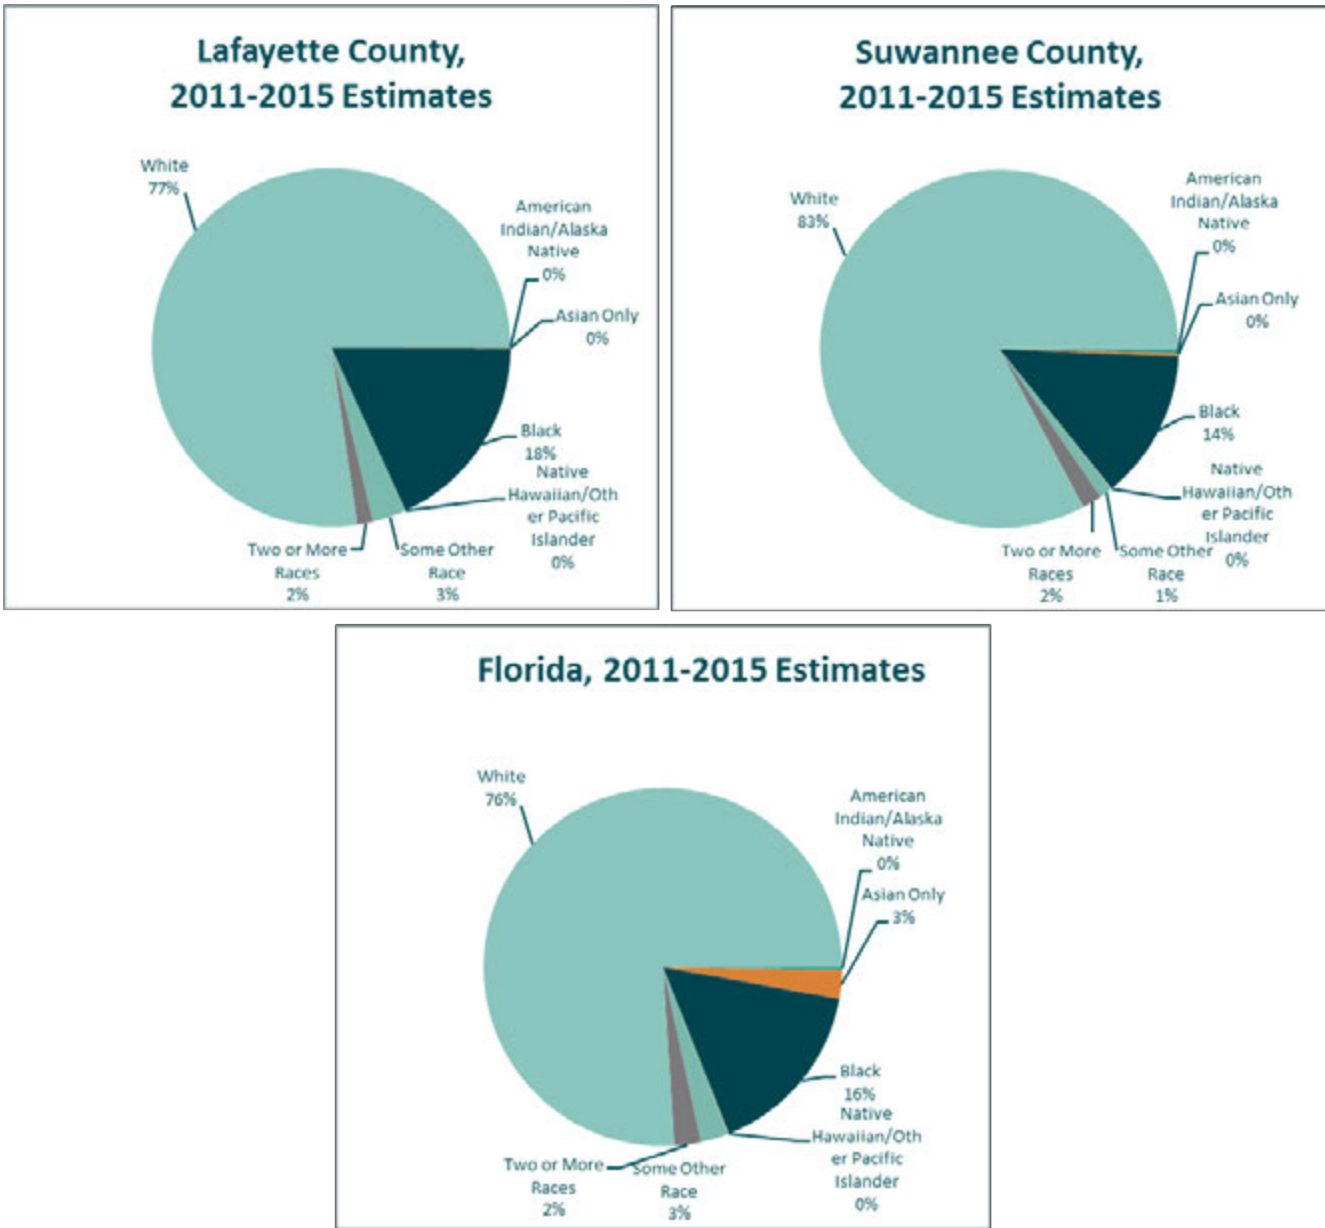 Lafayette County,
2011-2015 Estimates
White
77%
American
Indian/Alaska
Native
0%
Asian Only
0%
Black
18%
Native
Hawaiian/Oth
er Pacific
Islander
0%
Some Other
Race
3%
Two or More
Races
2%
Suwannee County,
2011-2015 Estimates
White
83%
American
Indian/Alaska
Native
0%
Asian Only
0%
Black
14%
Native
Hawaiian/Oth
er Pacific
Islander
0%
Some Other
Race
1%
Two or More
Races
2%
Florida, 2011-2015 Estimates
White
76%
American
Indian/Alaska
Native
0%
Asian Only
3%
Black
16%
Native
Hawaiian/Oth
er Pacific
Islander
0%
Some Other
Race
3%
Two or More
Races
2%